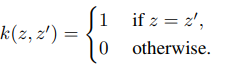 k(z, z′) = { 1 if z = z′,
0 otherwise.